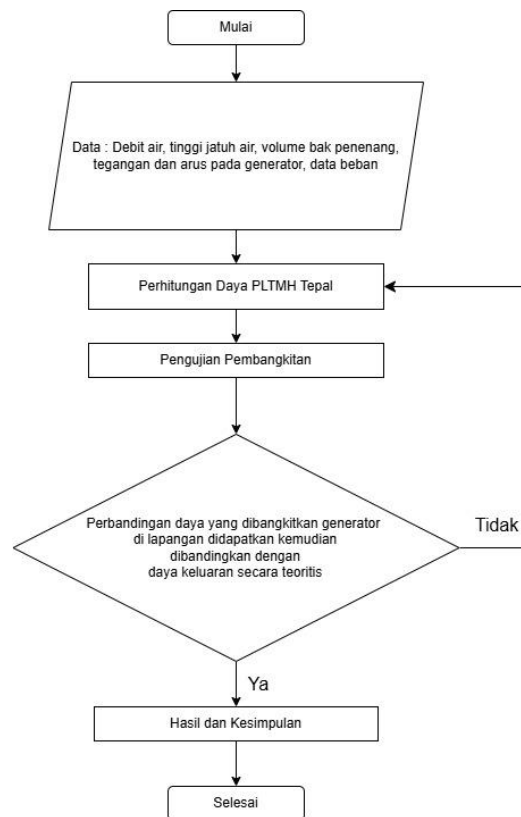 Mulai
Data : Debit air, tinggi jatuh air, volume bak penenang,
tegangan dan arus pada generator, data beban
Perhitungan Daya PLTMH Tepal
Pengujian Pembangkitan
Perbandingan daya yang dibangkitkan generator
di lapangan didapatkan kemudian
dibandingkan dengan
daya keluaran secara teoritis
Tidak
Ya
Hasil dan Kesimpulan
Selesai